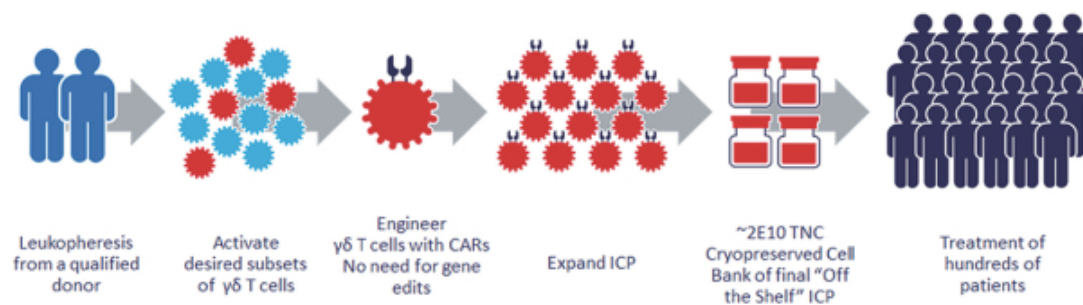 Leukopheresis
from a qualified
donor
Activate
desired subsets
of γδ T cells
Engineer
γδ T cells with CARs
No need for gene
edits
Expand ICP
~2E10 TNC
Cryopreserved Cell
Bank of final “Off
the Shelf” ICP
Treatment of
hundreds of
patients